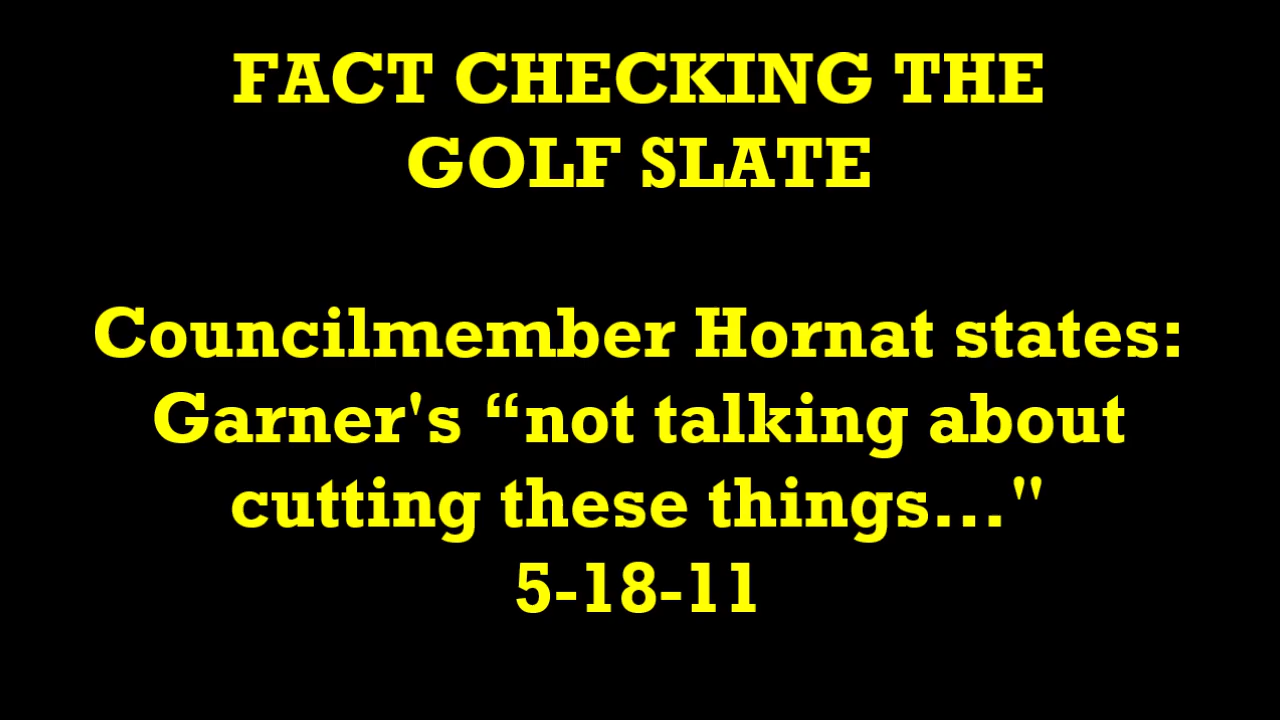 FACT CHECKING THE
GOLF SLATE
Councilmember Hornat states:
Garner's “not talking about
cutting these things..."
5-18-11